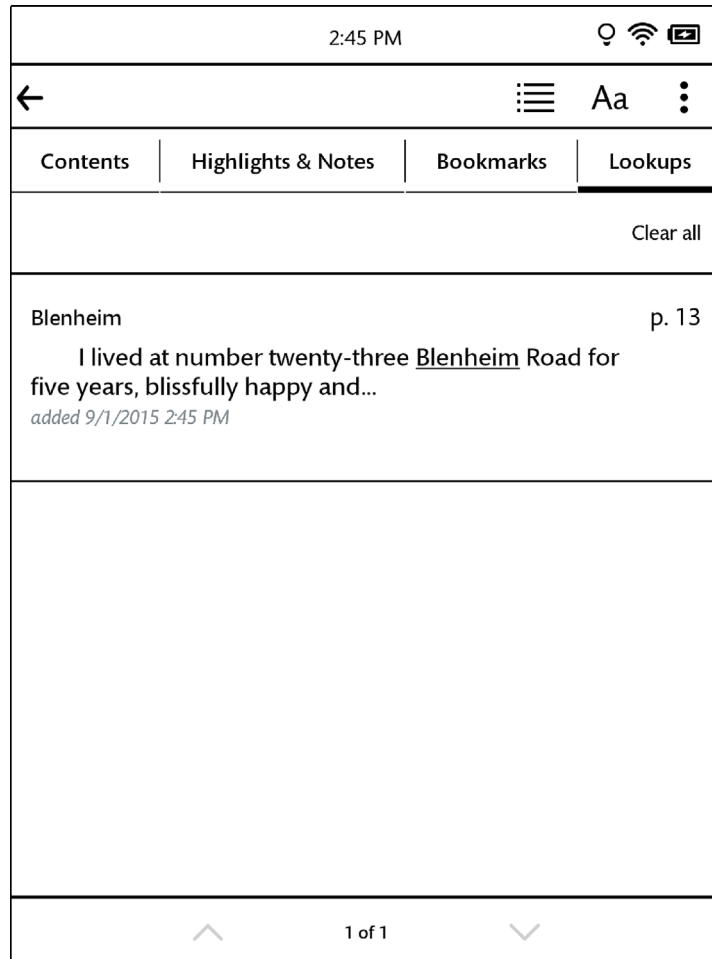 2:45 PM
Aa
Contents Highlights & Notes Bookmarks Lookups
Clear all
Blenheim p. 13
I lived at number twenty-three Blenheim Road for
five years, blissfully happy and...
added 9/1/2015 2:45 PM
1 of 1